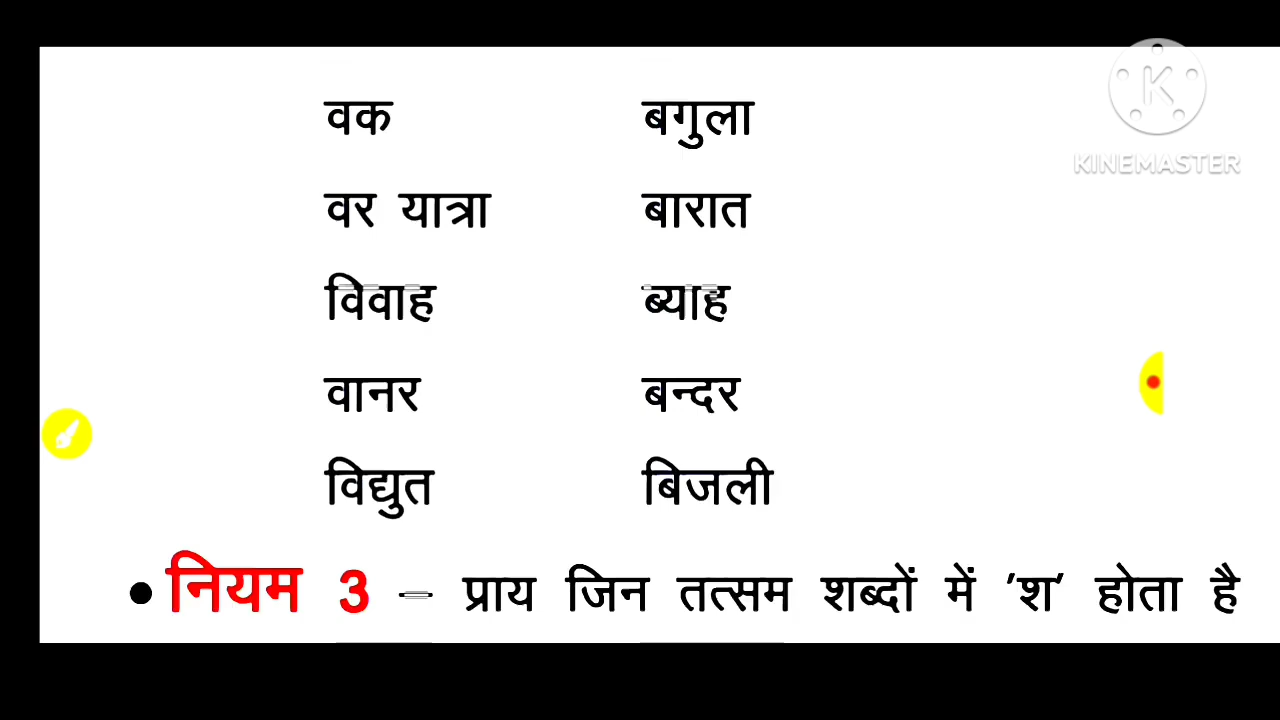 वक बगुला
KINEMASTER
वर यात्रा बारात
विवाह ब्याह
वानर बन्दर
विद्युत बिजली
• नियम 3 – प्राय जिन तत्सम शब्दों में 'श' होता है